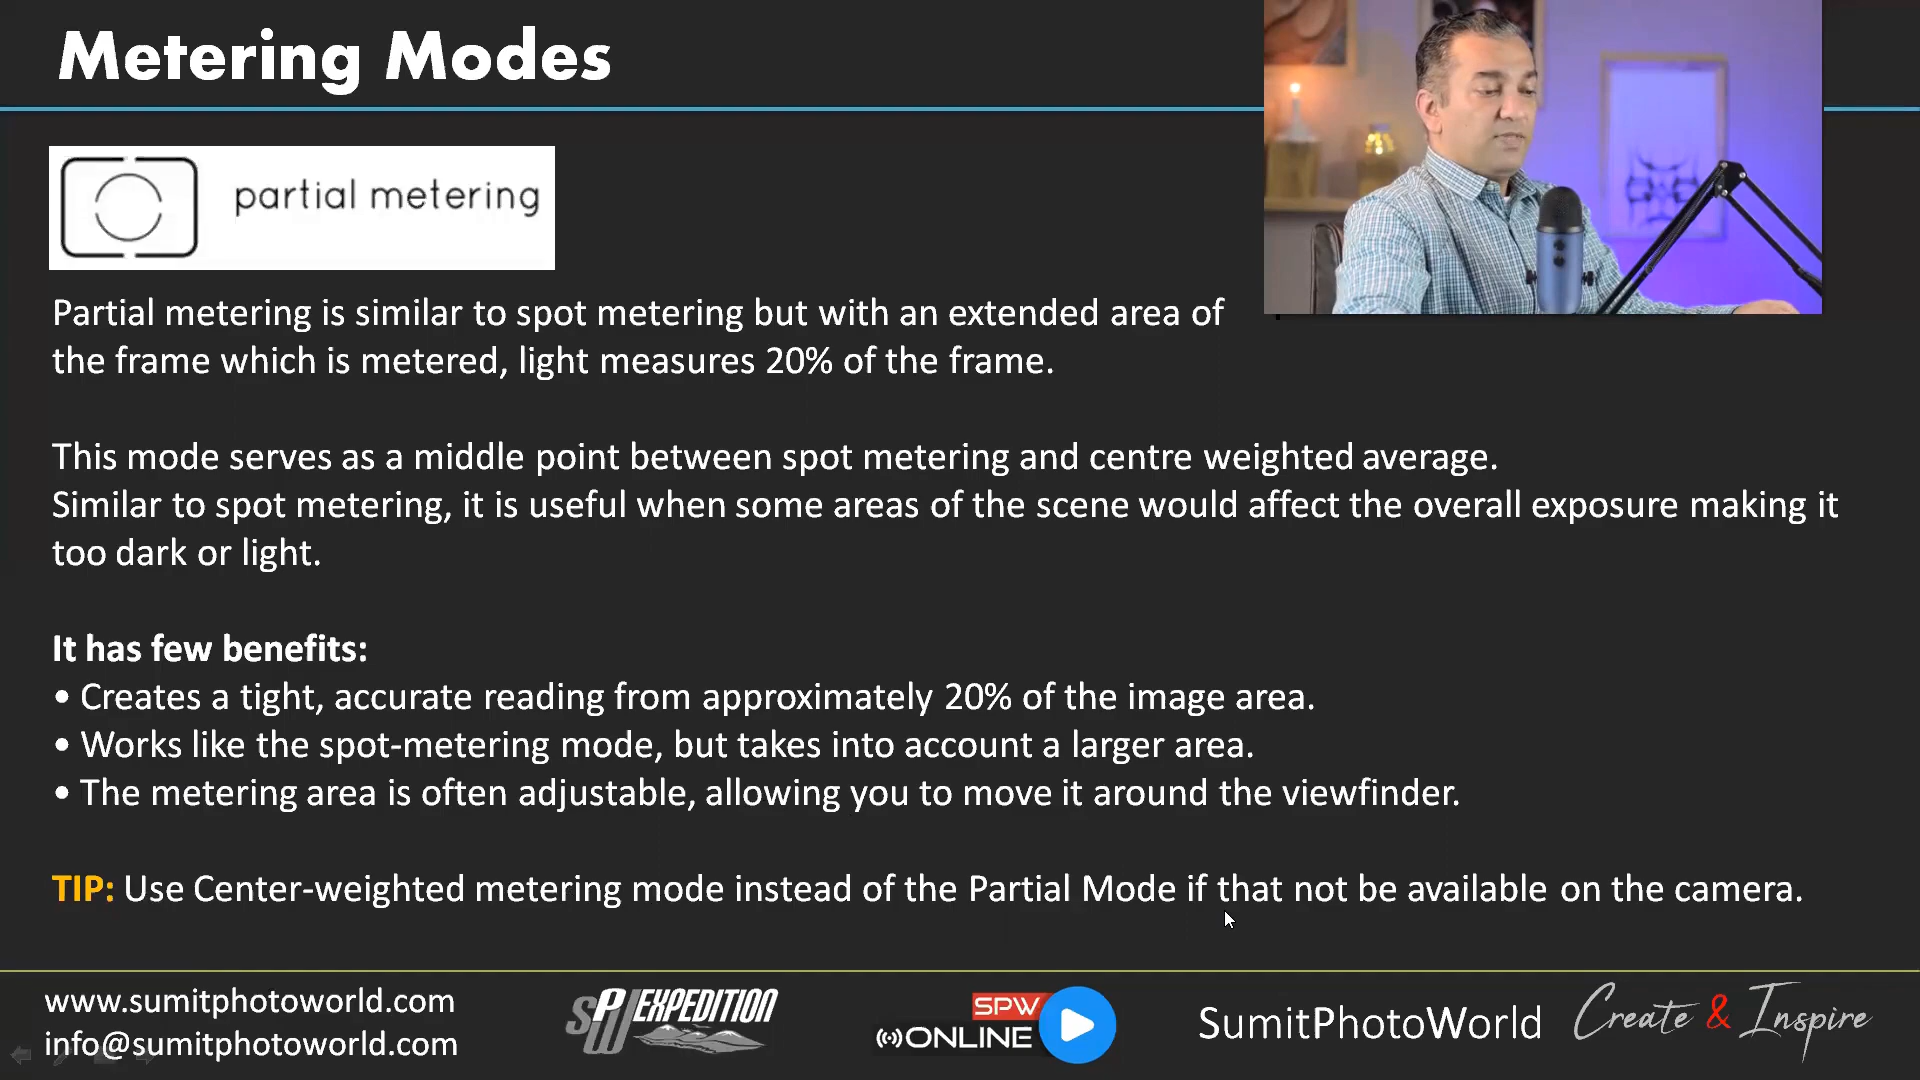 Metering Modes
partial metering
Partial metering is similar to spot metering but with an extended area of
the frame which is metered, light measures 20% of the frame.
This mode serves as a middle point between spot metering and centre weighted average.
Similar to spot metering, it is useful when some areas of the scene would affect the overall exposure making it
too dark or light.
It has few benefits:
• Creates a tight, accurate reading from approximately 20% of the image area.
• Works like the spot-metering mode, but takes into account a larger area.
• The metering area is often adjustable, allowing you to move it around the viewfinder.
TIP: Use Center-weighted metering mode instead of the Partial Mode if that not be available on the camera.
www.sumitphotoworld.com
info@sumitphotoworld.com
SPW EXPEDITION
SPW
ONLINE
SumitPhotoWorld
Create & Inspire